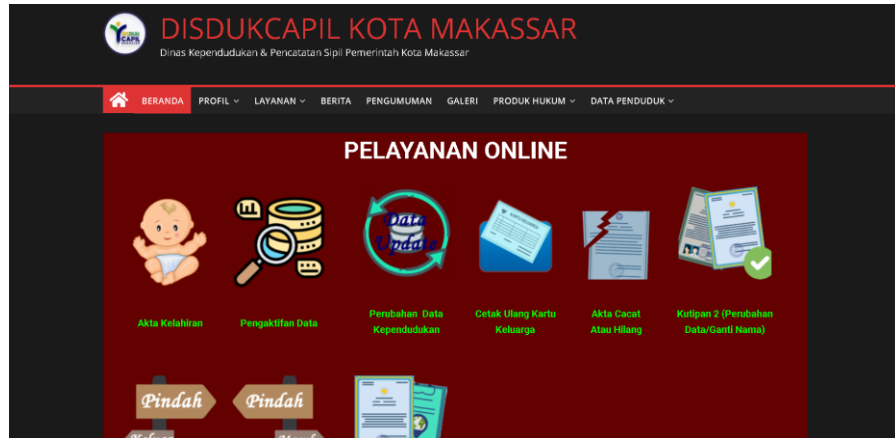 DISDUKCAPIL KOTA MAKASSAR
Dinas Kependudukan & Pencatatan Sipil Pemerintah Kota Makassar
BERANDA PROFIL LAYANAN BERITA PENGUMUMAN GALERI PRODUK HUKUM DATA PENDUDUK
PELAYANAN ONLINE
Data
Update
Akta Kelahiran
Pengaktifan Data
Perubahan Data
Kependudukan
Cetak Ulang Kartu
Keluarga
Akta Cacat
Atau Hilang
Kutipan 2 (Perubahan
Data/Ganti Nama)
Pindah
Pindah